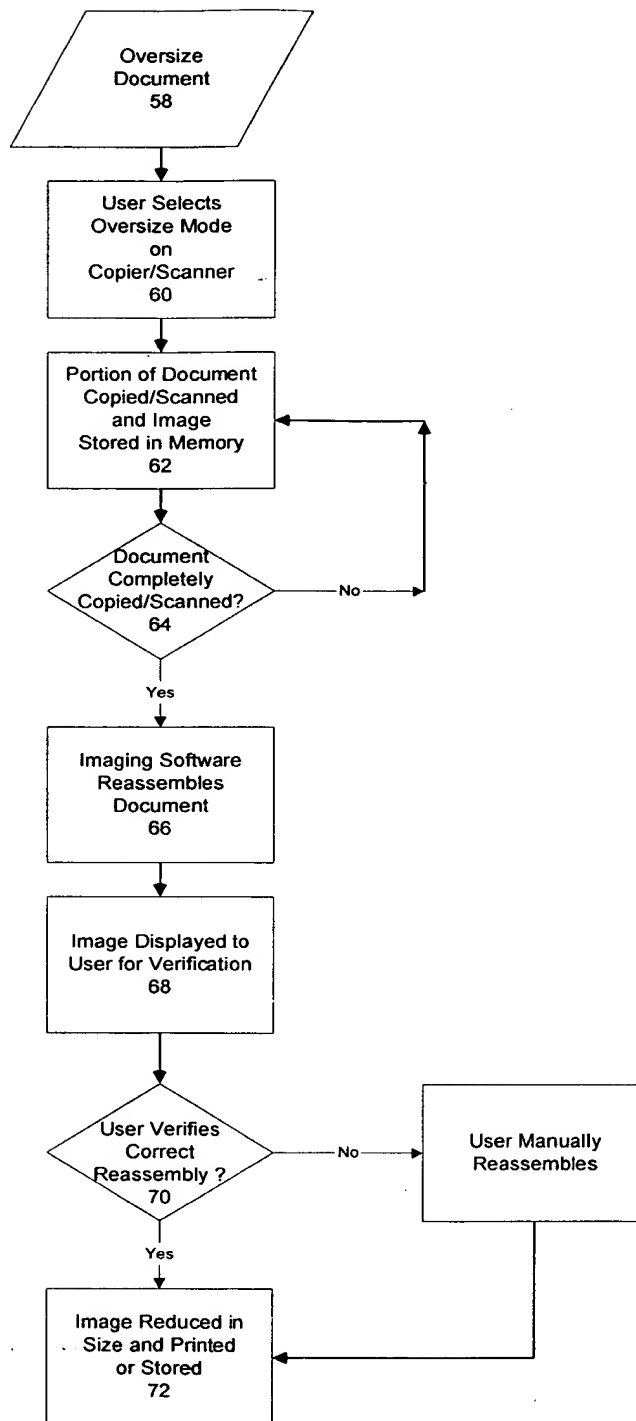 Oversize
Document
58
User Selects
Oversize Mode
on
Copier/Scanner
60
Portion of Document
Copied/Scanned
and Image
Stored in Memory
62
Document
Completely
Copied/Scanned?
64
No
Yes
Imaging Software
Reassembles
Document
66
Image Displayed to
User for Verification
68
User Verifies
Correct
Reassembly ?
70
No
User Manually
Reassembles
Yes
Image Reduced in
Size and Printed
or Stored
72